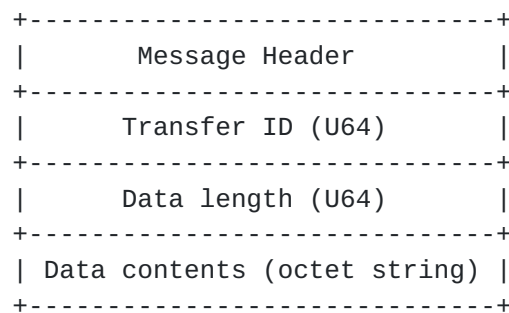 +------------------------------+
|       Message Header         |
+------------------------------+
|      Transfer ID (U64)       |
+------------------------------+
|      Data length (U64)       |
+------------------------------+
| Data contents (octet string) |
+------------------------------+